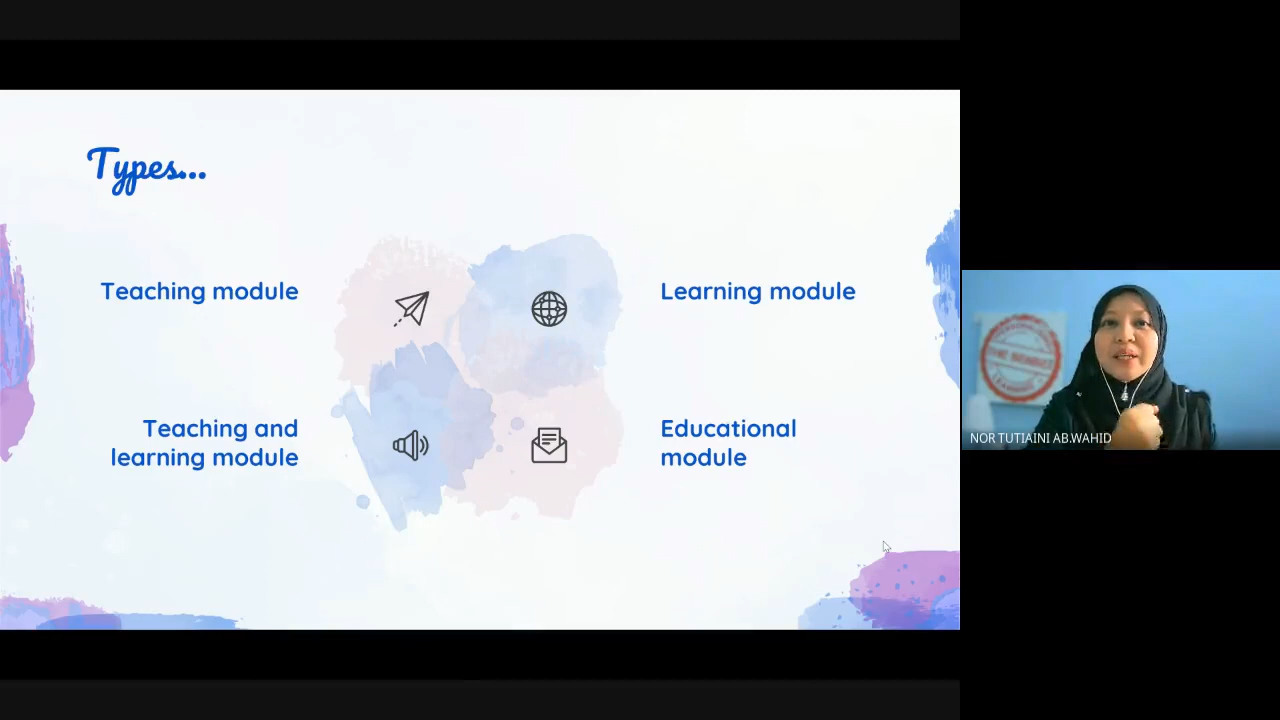 Types...
Teaching module
Learning module
Teaching and
learning module
Educational
module
NOR TUTIAINI AB.WAHID